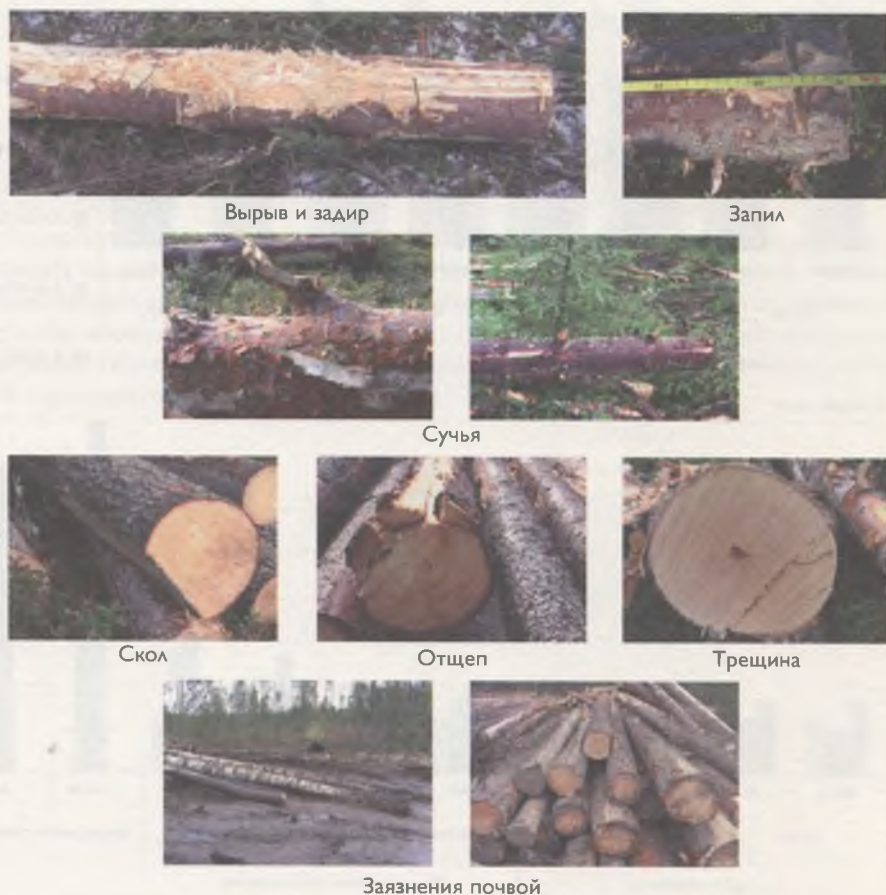 Вырыв и задир
Запил
Сучья
Скол
Отщеп
Трещина
Заязнения почвой